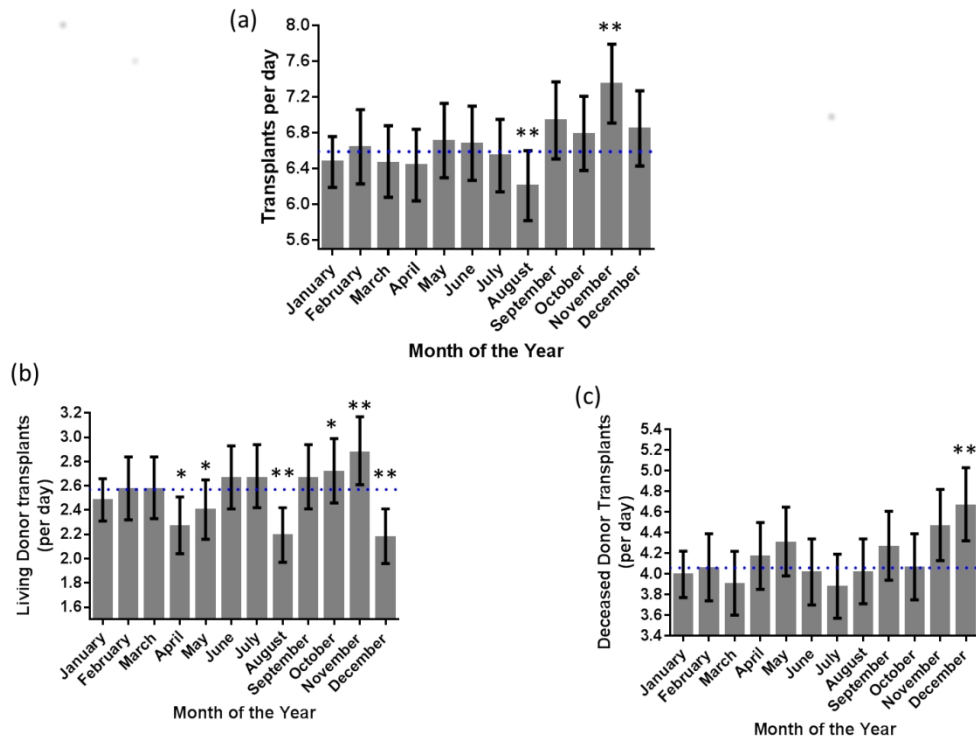 (a)
Transplants per day
8.0
7.6
7.2
6.8
6.4
6.0
5.6
**
**
January
February
March
April
May
June
July
August
September
October
November
December
Month of the Year
(b)
Living Donor transplants
(per day)
3.2
3.0
2.8
2.6
2.4
2.2
2.0
1.8
1.6
*
*
**
*
**
**
January
February
March
April
May
June
July
August
September
October
November
December
Month of the Year
(c)
Deceased Donor Transplants
(per day)
5.4
5.2
5.0
4.8
4.6
4.4
4.2
4.0
3.8
3.6
3.4
**
January
February
March
April
May
June
July
August
September
October
November
December
Month of the Year